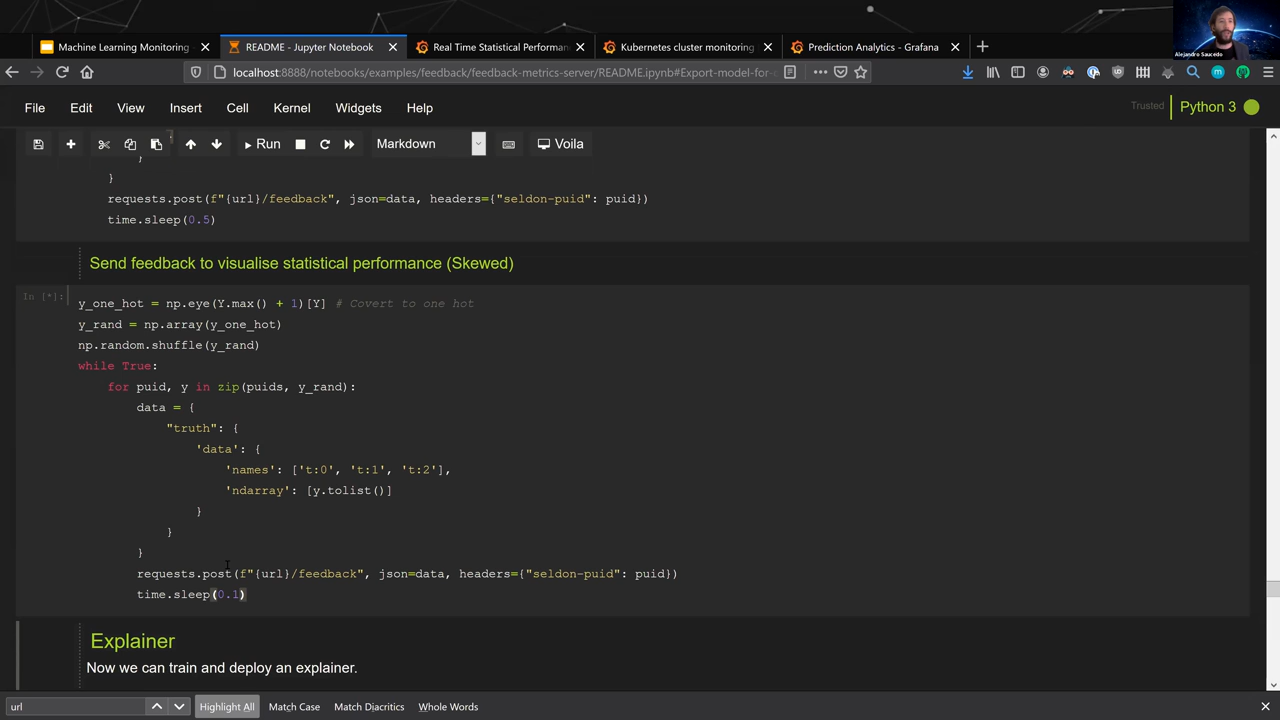 Machine Learning Monitoring
README - Jupyter Notebook
Real Time Statistical Performan
Kubernetes cluster monitoring
Prediction Analytics - Grafana
Alejandro Saucedo
localhost:8888/notebooks/examples/feedback/feedback-metrics-server/README.ipynb#Export-model-for-
File Edit View Insert Cell Kernel Widgets Help
Trusted
Python 3
Run
Markdown
Voila
}
}
requests.post(f"{url}/feedback", json=data, headers={"seldon-puid": puid})
time.sleep(0.5)
Send feedback to visualise statistical performance (Skewed)
In [*]:
y_one_hot = np.eye(Y.max() + 1)[Y] # Covert to one hot
y_rand = np.array(y_one_hot)
np.random.shuffle(y_rand)
while True:
for puid, y in zip(puids, y_rand):
data = {
"truth": {
'data': {
'names': ['t:0', 't:1', 't:2'],
'ndarray': [y.tolist()]
}
}
}
requests.post(f"{url}/feedback", json=data, headers={"seldon-puid": puid})
time.sleep(0.1)
Explainer
Now we can train and deploy an explainer.
url
Highlight All
Match Case
Match Diacritics
Whole Words